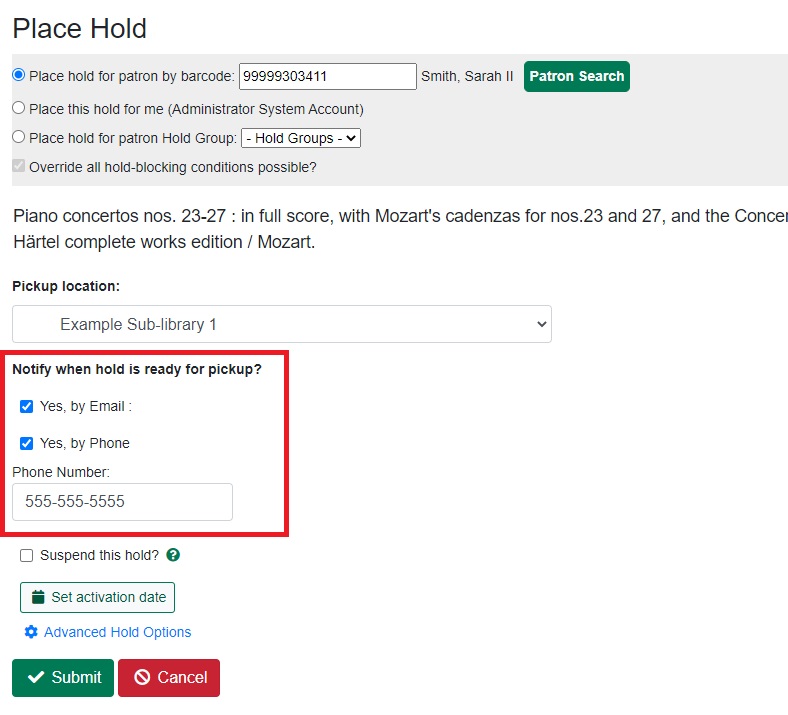 Place Hold
Place hold for patron by barcode: 99999303411 Smith, Sarah II Patron Search
Place this hold for me (Administrator System Account)
Place hold for patron Hold Group: - Hold Groups -
Override all hold-blocking conditions possible?
Piano concertos nos. 23-27 : in full score, with Mozart's cadenzas for nos.23 and 27, and the
Härtel complete works edition / Mozart.
Pickup location:
Example Sub-library 1
Notify when hold is ready for pickup?
Yes, by Email :
Yes, by Phone
Phone Number:
555-555-5555
Suspend this hold? ?
Set activation date
Advanced Hold Options
Submit Cancel